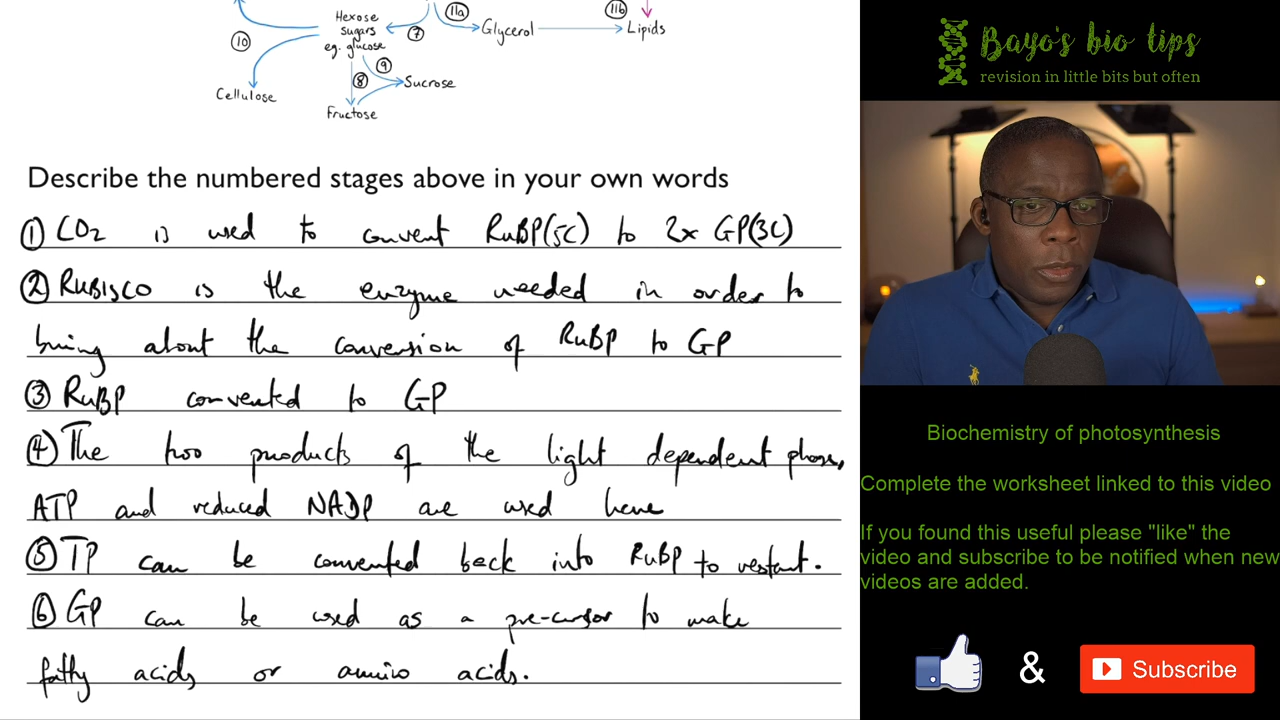 Hexose
sugars
eg. glucose
11a
Glycerol
11b
Lipids
7
10
9
8
Sucrose
Cellulose
Fructose
Describe the numbered stages above in your own words
① CO2 is used to convert RuBP(5C) to 2x GP(3C)
② RUBISCO is the enzyme needed in order to
bring about the conversion of RuBP to GP
③ RuBP converted to GP
④ The two products of the light dependent phase,
ATP and reduced NADP are used here
⑤ TP can be converted back into RuBP to restart.
⑥ GP can be used as a pre-cursor to make
fatty acids or amino acids.
Bayo's bio tips
revision in little bits but often
Biochemistry of photosynthesis
Complete the worksheet linked to this video
If you found this useful please "like" the
video and subscribe to be notified when new
videos are added.
&
Subscribe